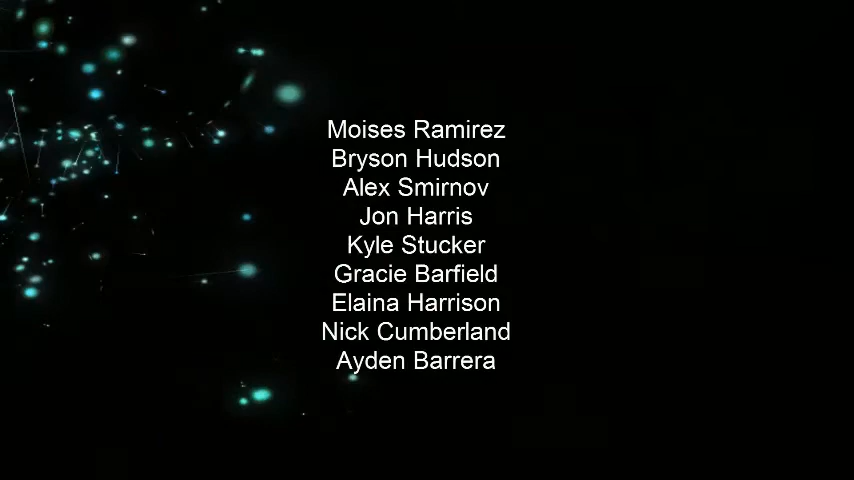 Moises Ramirez
Bryson Hudson
Alex Smirnov
Jon Harris
Kyle Stucker
Gracie Barfield
Elaina Harrison
Nick Cumberland
Ayden Barrera